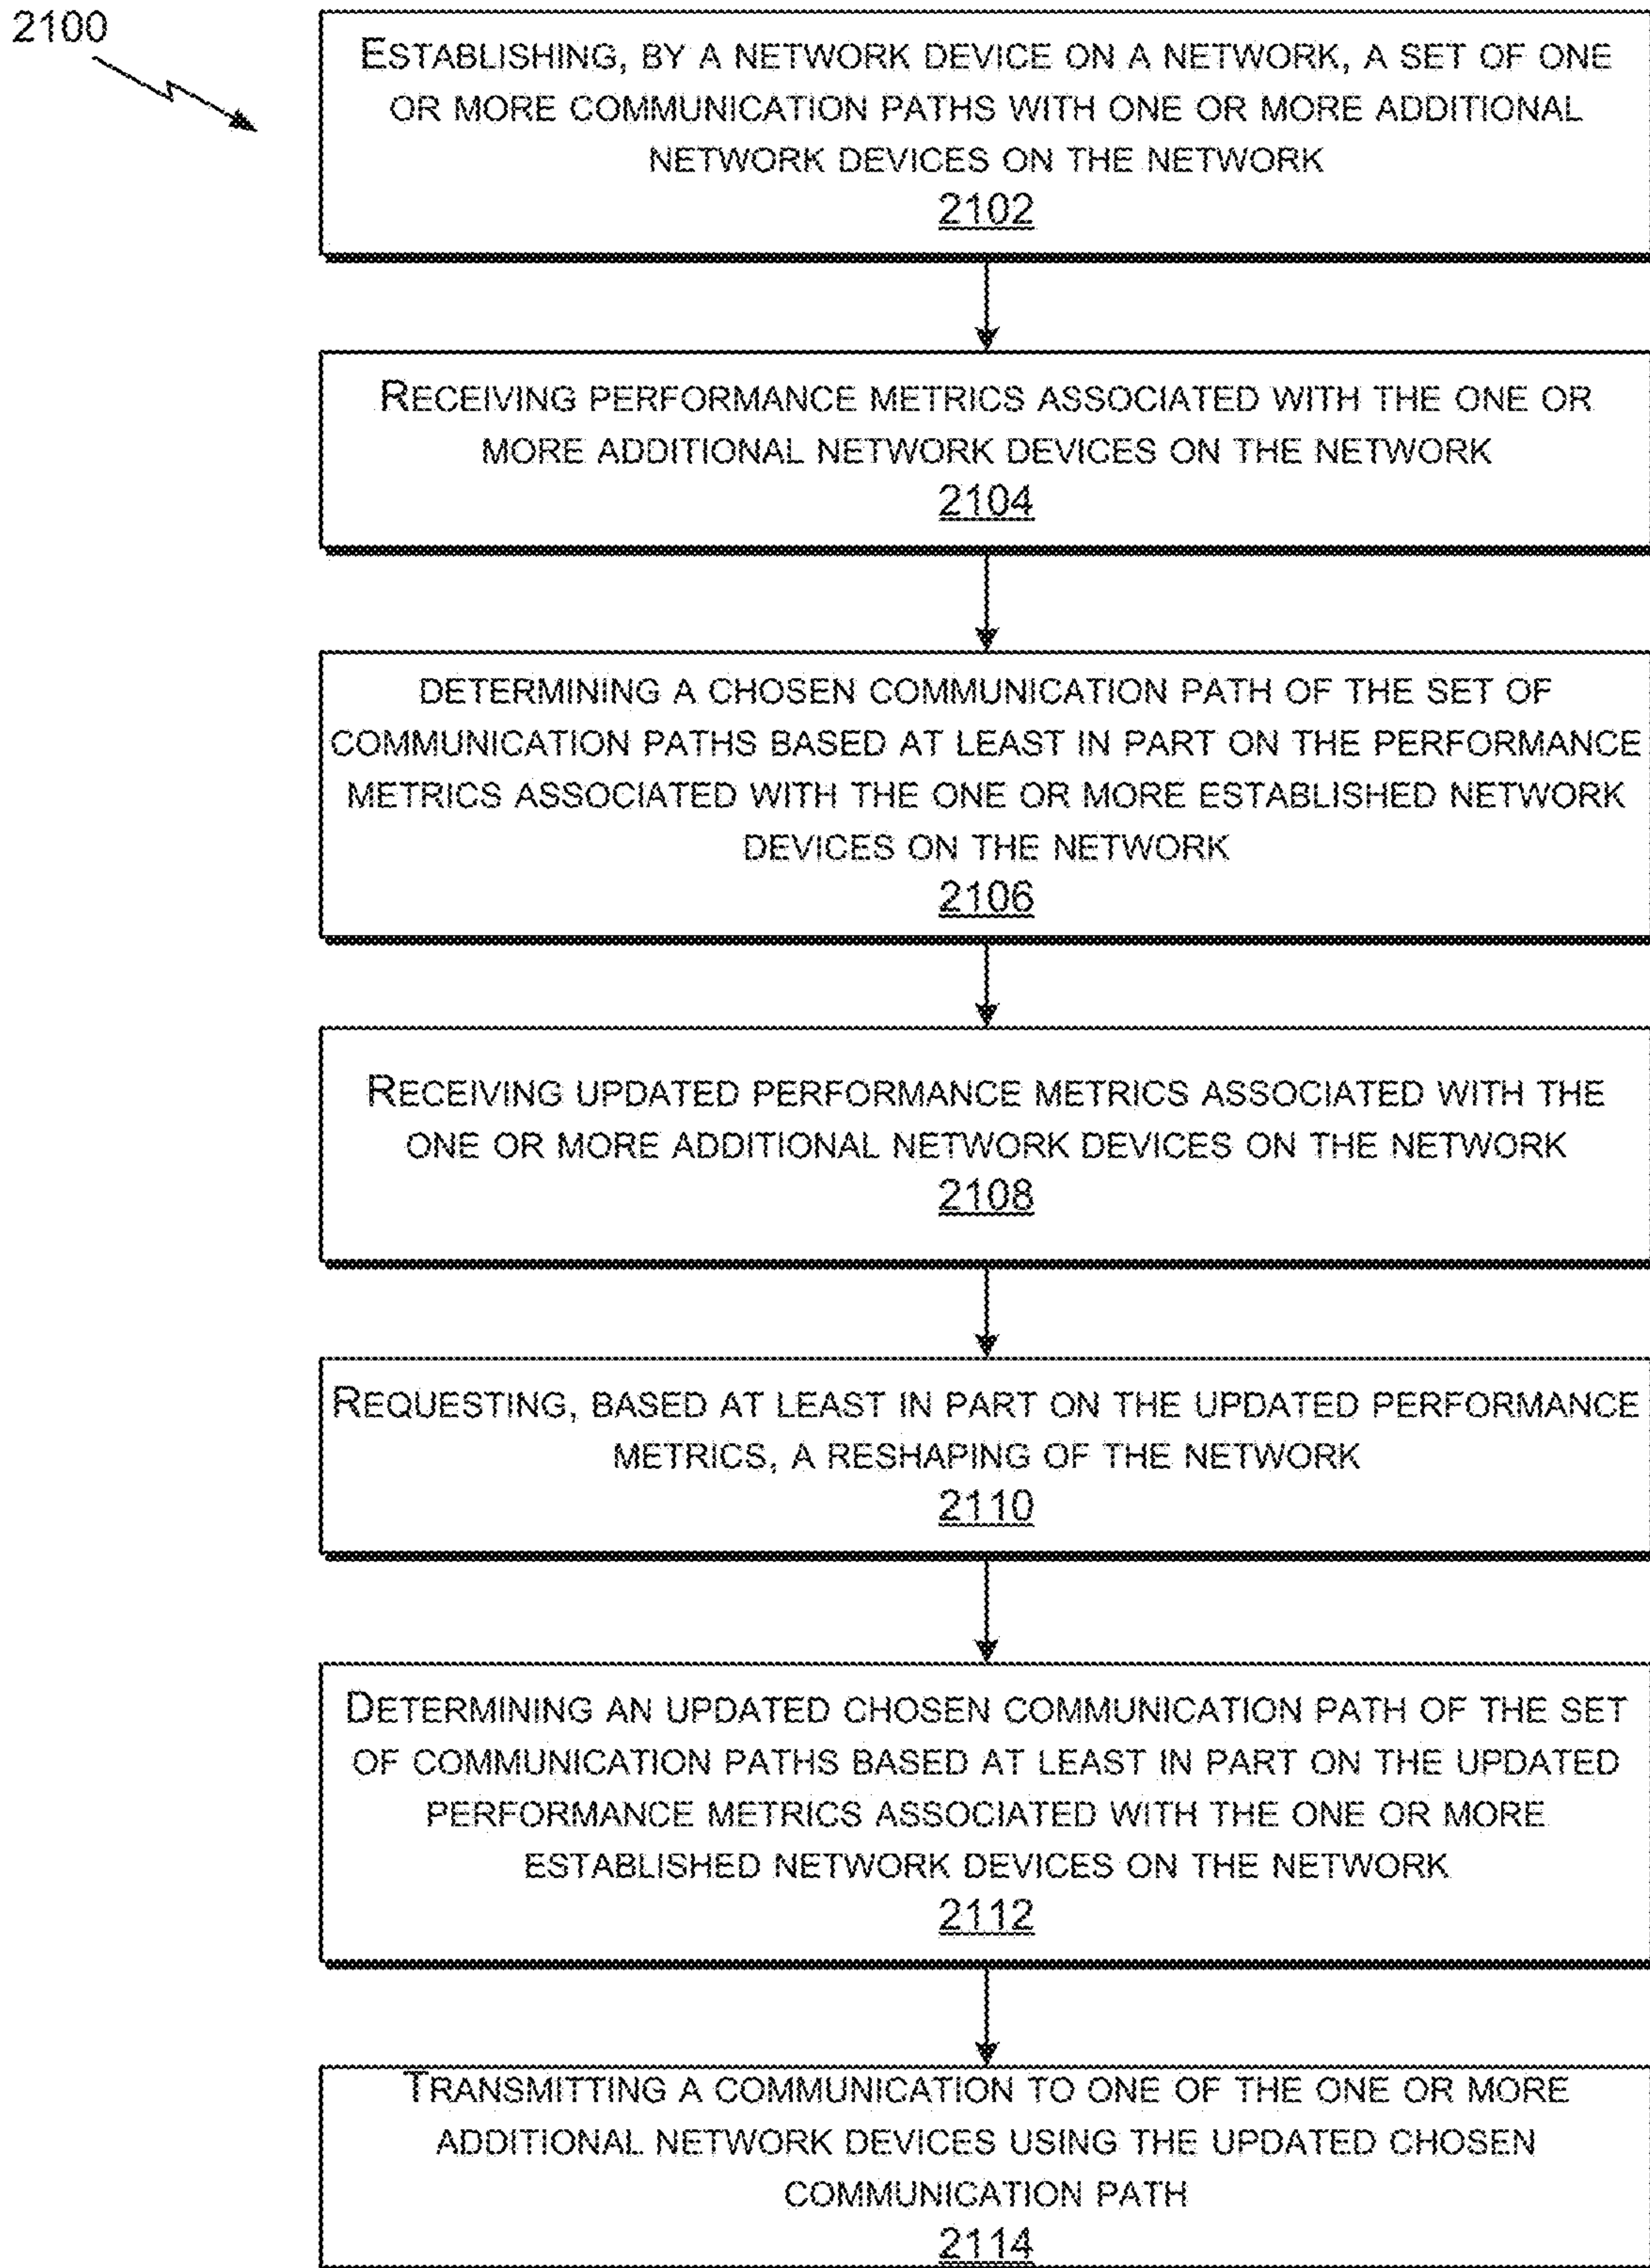 2100
ESTABLISHING, BY A NETWORK DEVICE ON A NETWORK, A SET OF ONE
OR MORE COMMUNICATION PATHS WITH ONE OR MORE ADDITIONAL
NETWORK DEVICES ON THE NETWORK
2102
RECEIVING PERFORMANCE METRICS ASSOCIATED WITH THE ONE OR
MORE ADDITIONAL NETWORK DEVICES ON THE NETWORK
2104
DETERMINING A CHOSEN COMMUNICATION PATH OF THE SET OF
COMMUNICATION PATHS BASED AT LEAST IN PART ON THE PERFORMANCE
METRICS ASSOCIATED WITH THE ONE OR MORE ESTABLISHED NETWORK
DEVICES ON THE NETWORK
2106
RECEIVING UPDATED PERFORMANCE METRICS ASSOCIATED WITH THE
ONE OR MORE ADDITIONAL NETWORK DEVICES ON THE NETWORK
2108
REQUESTING, BASED AT LEAST IN PART ON THE UPDATED PERFORMANCE
METRICS, A RESHAPING OF THE NETWORK
2110
DETERMINING AN UPDATED CHOSEN COMMUNICATION PATH OF THE SET
OF COMMUNICATION PATHS BASED AT LEAST IN PART ON THE UPDATED
PERFORMANCE METRICS ASSOCIATED WITH THE ONE OR MORE
ESTABLISHED NETWORK DEVICES ON THE NETWORK
2112
TRANSMITTING A COMMUNICATION TO ONE OF THE ONE OR MORE
ADDITIONAL NETWORK DEVICES USING THE UPDATED CHOSEN
COMMUNICATION PATH
2114